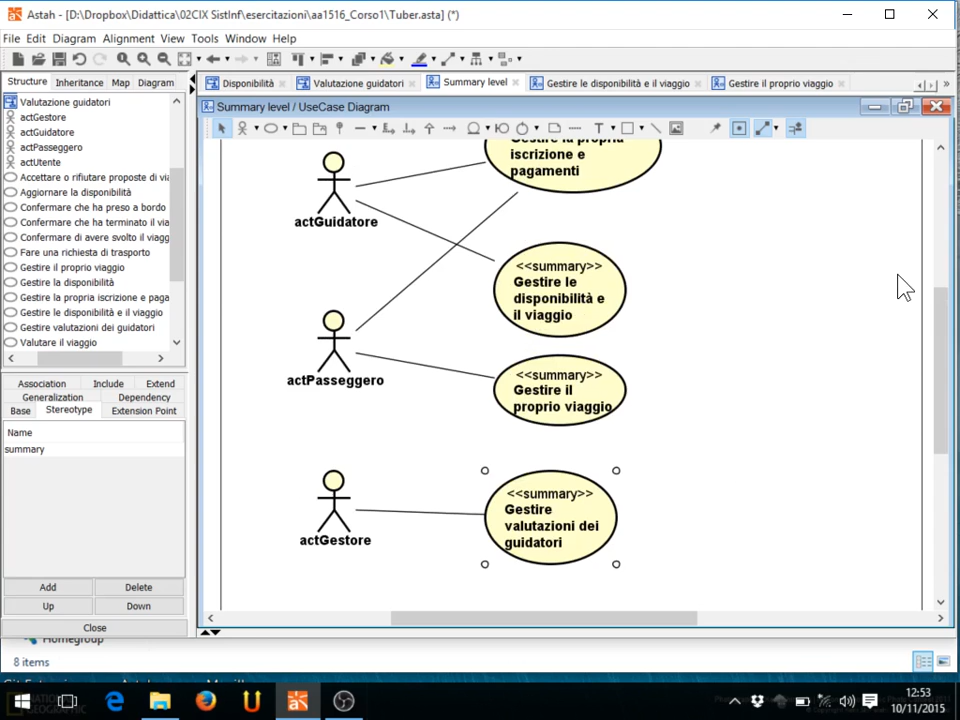 Astah - [D:\Dropbox\Didattica\02CIX SistInf\esercitazioni\aa1516_Corso1\Tuber.asta] (*)
File Edit Diagram Alignment View Tools Window Help
Structure Inheritance Map Diagram
Disponibilità Valutazione guidatori Summary level Gestire le disponibilità e il viaggio Gestire il proprio viaggio
Summary level / UseCase Diagram
Valutazione guidatori
actGestore
actGuidatore
actPasseggero
actUtente
Accettare o rifiutare proposte di via
Aggiornare la disponibilità
Confermare che ha preso a bordo
Confermare che ha terminato il via
Confermare di avere svolto il viagg
Fare una richiesta di trasporto
Gestire il proprio viaggio
Gestire la disponibilità
Gestire la propria iscrizione e paga
Gestire le disponibilità e il viaggio
Gestire valutazioni dei guidatori
Valutare il viaggio
Association Include Extend
Generalization Dependency
Base Stereotype Extension Point
Name
summary
Add Delete
Up Down
Close
Gestire la propria
iscrizione e
pagamenti
actGuidatore
<<summary>>
Gestire le
disponibilità e
il viaggio
actPasseggero
<<summary>>
Gestire il
proprio viaggio
actGestore
<<summary>>
Gestire
valutazioni dei
guidatori
Homegroup
8 items
12:53
10/11/2015